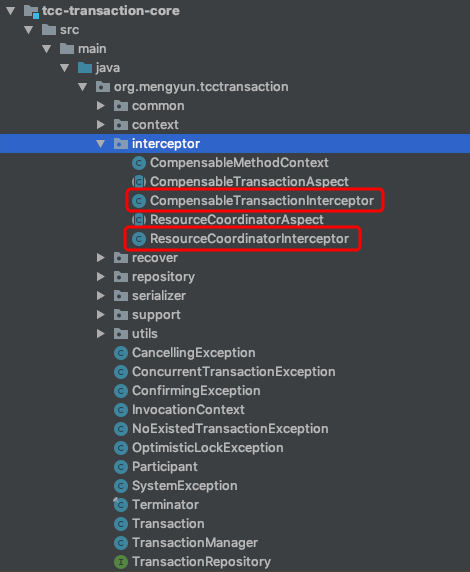 tcc-transaction-core
src
main
java
org.mengyun.tcctransaction
common
context
interceptor
CompensableMethodContext
CompensableTransactionAspect
CompensableTransactionInterceptor
ResourceCoordinatorAspect
ResourceCoordinatorInterceptor
recover
repository
serializer
support
utils
CancellingException
ConcurrentTransactionException
ConfirmingException
InvocationContext
NoExistedTransactionException
OptimisticLockException
Participant
SystemException
Terminator
Transaction
TransactionManager
TransactionRepository